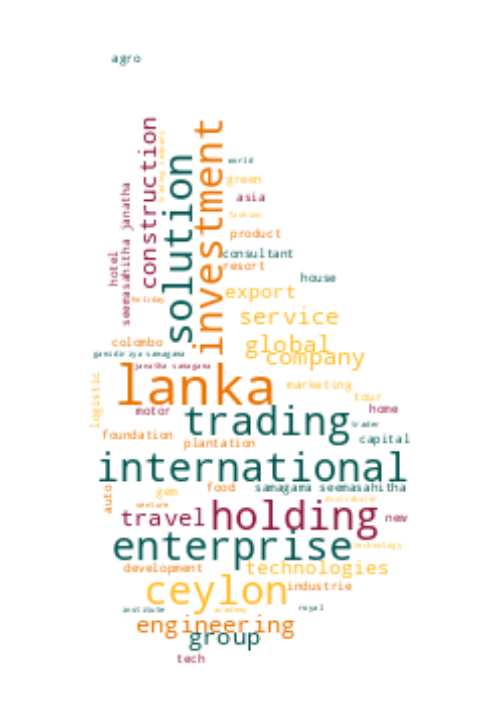 agro
construction
trading company
solution
investment
world
green
asia
fashion
product
consultant
resort
hotel
seemasahitha janatha
house
holiday
export
service
colombo
global
company
gamidiriya samagama
janatha samagama
lanka
logistic
marketing
tour
motor
home
trading
trader
foundation
plantation
capital
international
auto
gem
food
samagama seemasahitha
distributor
venture
travel
holding
new
enterprise
technology
development
technologies
ceylon
industrie
institute
academy
royal
engineering
group
tech